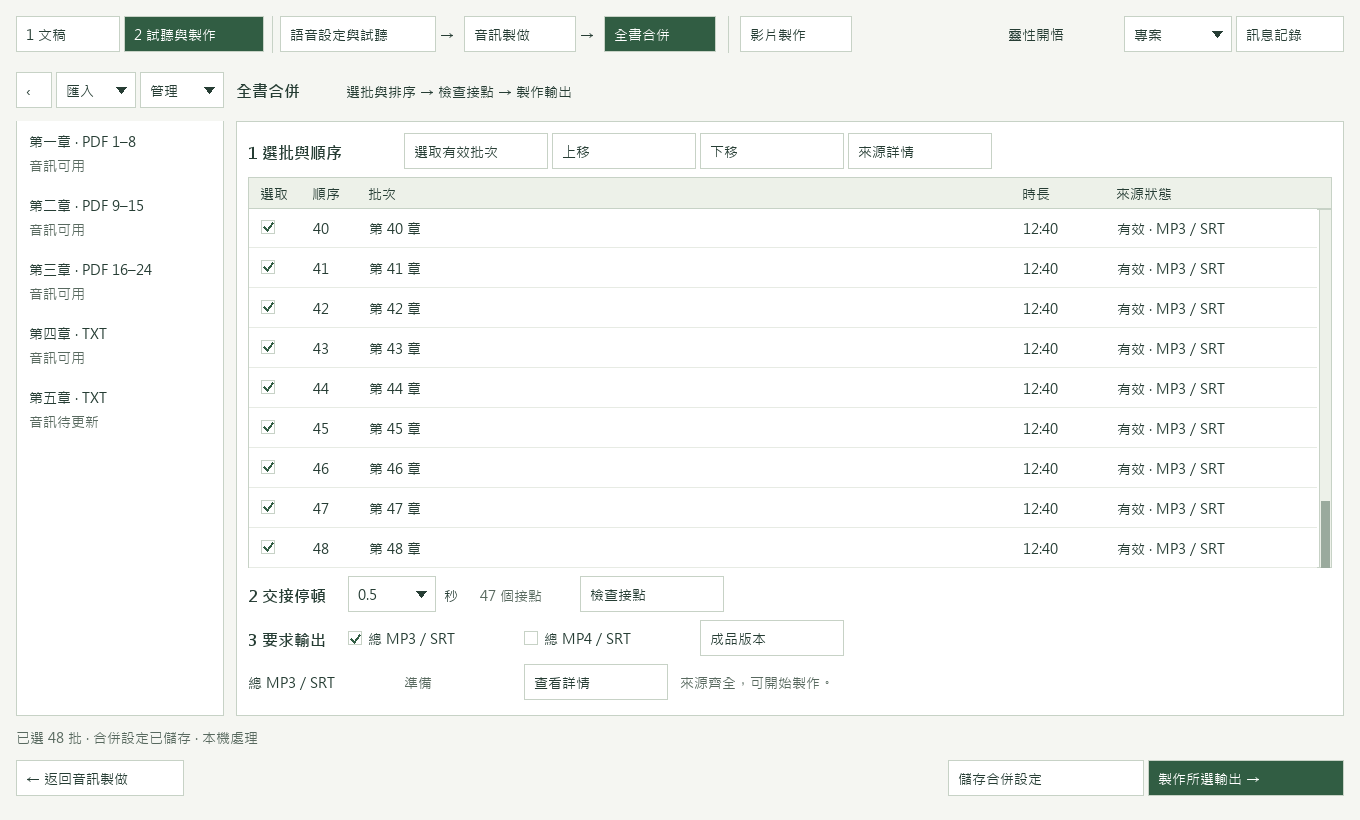 1 文稿 2 試聽與製作 語音設定與試聽 → 音訊製做 → 全書合併 影片製作 靈性開悟 專案 訊息記錄
‹ 匯入 管理 全書合併 選批與排序 → 檢查接點 → 製作輸出
第一章 · PDF 1–8
音訊可用
第二章 · PDF 9–15
音訊可用
第三章 · PDF 16–24
音訊可用
第四章 · TXT
音訊可用
第五章 · TXT
音訊待更新
1 選批與順序 選取有效批次 上移 下移 來源詳情
選取 順序 批次 時長 來源狀態
40 第 40 章 12:40 有效 · MP3 / SRT
41 第 41 章 12:40 有效 · MP3 / SRT
42 第 42 章 12:40 有效 · MP3 / SRT
43 第 43 章 12:40 有效 · MP3 / SRT
44 第 44 章 12:40 有效 · MP3 / SRT
45 第 45 章 12:40 有效 · MP3 / SRT
46 第 46 章 12:40 有效 · MP3 / SRT
47 第 47 章 12:40 有效 · MP3 / SRT
48 第 48 章 12:40 有效 · MP3 / SRT
2 交接停頓 0.5 秒 47 個接點 檢查接點
3 要求輸出 總 MP3 / SRT 總 MP4 / SRT 成品版本
總 MP3 / SRT 準備 查看詳情 來源齊全，可開始製作。
已選 48 批 · 合併設定已儲存 · 本機處理
← 返回音訊製做 儲存合併設定 製作所選輸出 →